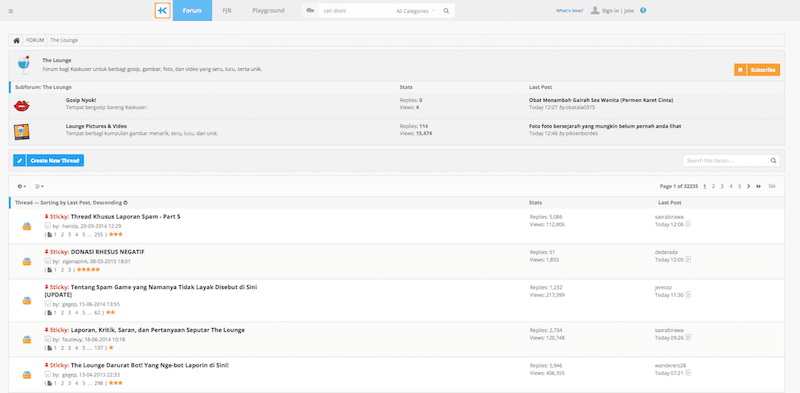 Forum FJB Playground cari disini All Categories What's New? Sign in | Join
FORUM The Lounge
The Lounge
Forum bagi Kaskuser untuk berbagi gosip, gambar, foto, dan video yang seru, lucu, serta unik.
Subscribe
Subforum: The Lounge Stats Last Post
Gosip Nyok! Replies: 0 Obat Menambah Gairah Sex Wanita (Permen Karet Cinta)
Tempat bergosip bareng Kaskuser. Views: 4 Today 12:27 by obatala0375
Lounge Pictures & Video Replies: 114 Foto foto bersejarah yang mungkin belum pernah anda lihat
Tempat berbagi kumpulan gambar menarik, seru, lucu, dan unik. Views: 15,474 Today 12:46 by piksenbordes
Create New Thread Search this forum ...
Page 1 of 32235 1 2 3 4 5 > >> Go
Thread — Sorting by Last Post, Descending Stats Last Post
Sticky: Thread Khusus Laporan Spam - Part 5 Replies: 5,086 sasrabirawa
by: hansip, 20-09-2014 12:29 Views: 112,806 Today 12:06
( 1 2 3 4 5 .... 255 )
Sticky: DONASI RHESUS NEGATIF Replies: 51 dederada
by: ziganapink, 08-03-2015 18:01 Views: 1,855 Today 12:05
( 1 2 3 )
Sticky: Tentang Spam Game yang Namanya Tidak Layak Disebut di Sini Replies: 1,232 jerecoz
[UPDATE] Views: 217,399 Today 11:30
by: gegep, 15-06-2014 13:55
( 1 2 3 4 5 .... 62 )
Sticky: Laporan, Kritik, Saran, dan Pertanyaan Seputar The Lounge Replies: 2,734 sasrabirawa
by: fauzieuy, 18-06-2014 10:18 Views: 120,748 Today 09:26
( 1 2 3 4 5 .... 137 )
Sticky: The Lounge Darurat Bot! Yang Nge-bot Laporin di Sini! Replies: 5,946 wanderers28
by: gegep, 13-04-2013 22:33 Views: 406,355 Today 07:21
( 1 2 3 4 5 .... 298 )